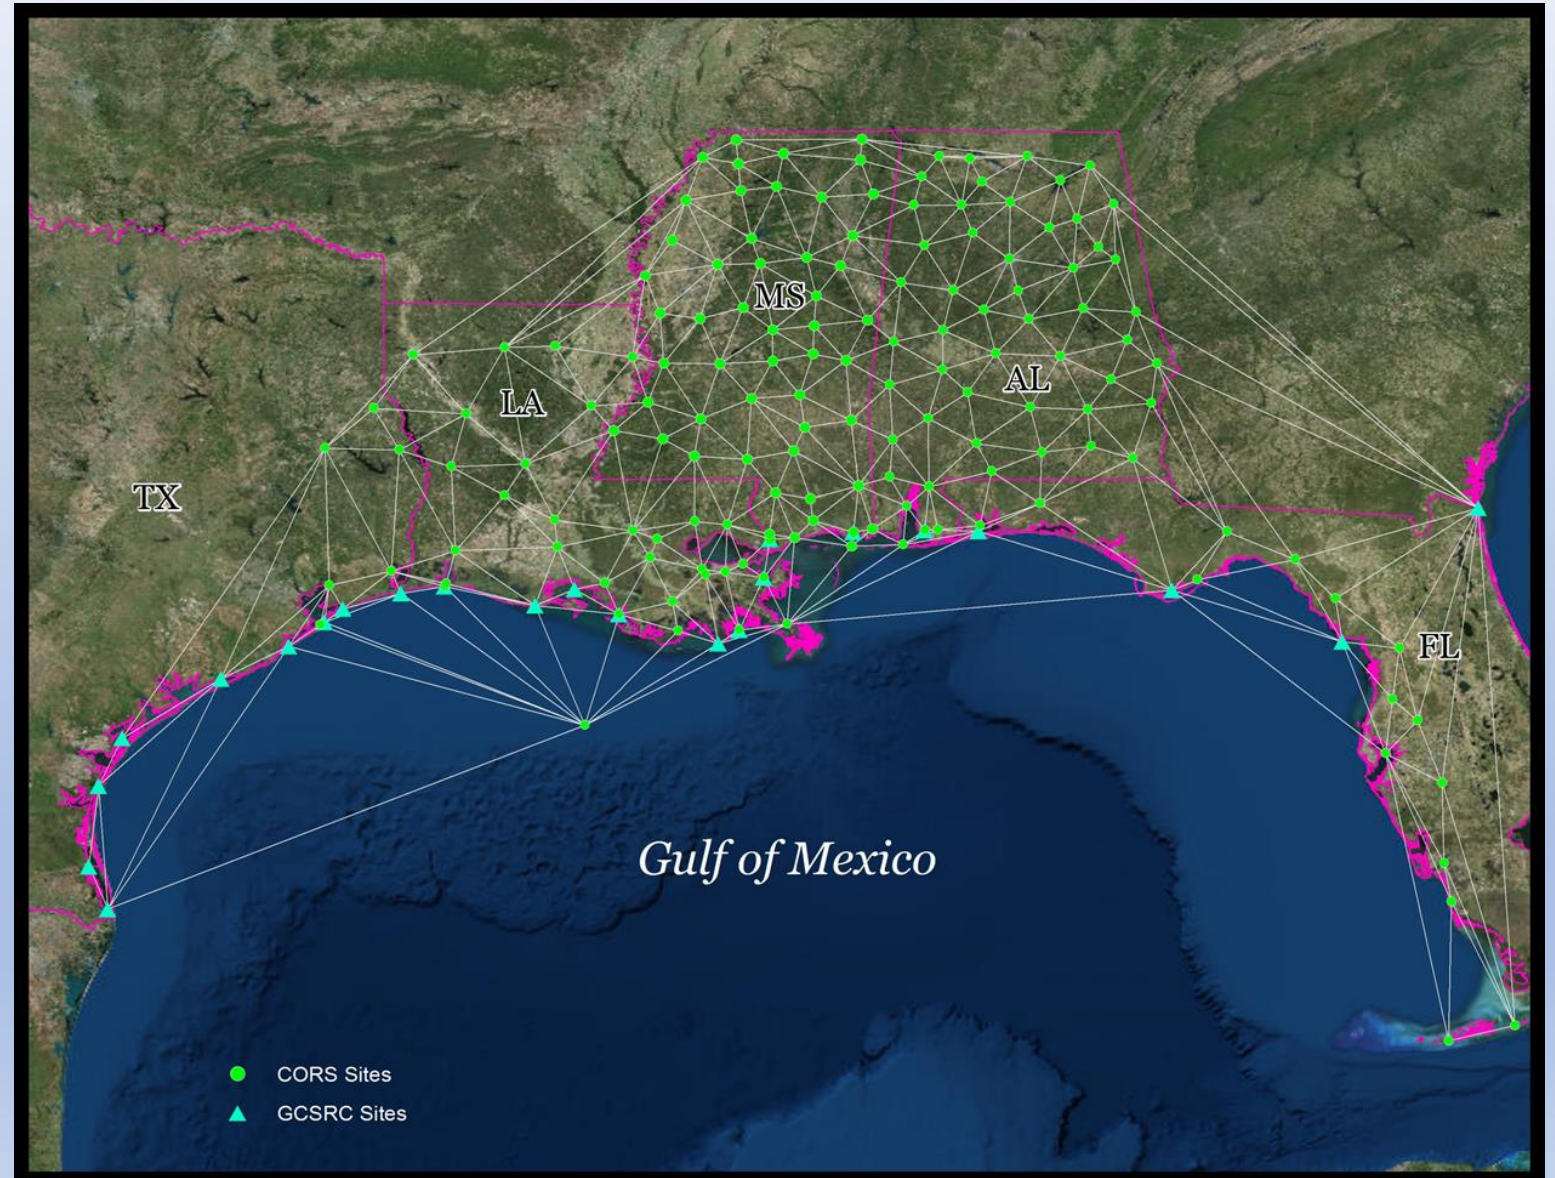 MS
AL
LA
TX
FL
Gulf of Mexico
CORS Sites
GCSRC Sites